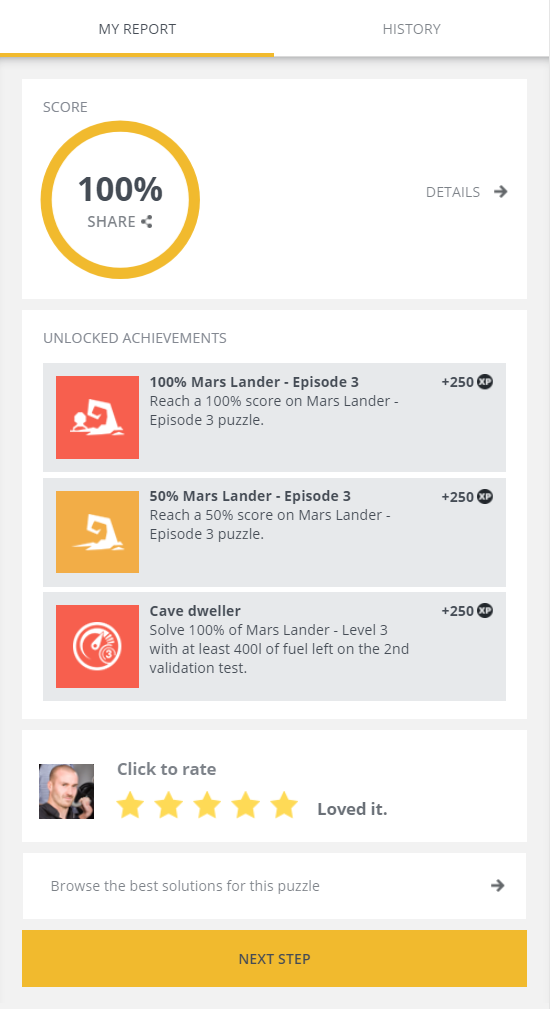 MY REPORT
HISTORY
SCORE
100%
SHARE
DETAILS
UNLOCKED ACHIEVEMENTS
100% Mars Lander - Episode 3
+250 XP
Reach a 100% score on Mars Lander -
Episode 3 puzzle.
50% Mars Lander - Episode 3
+250 XP
Reach a 50% score on Mars Lander -
Episode 3 puzzle.
3
Cave dweller
+250 XP
Solve 100% of Mars Lander - Level 3
with at least 400l of fuel left on the 2nd
validation test.
Click to rate
Loved it.
Browse the best solutions for this puzzle
NEXT STEP